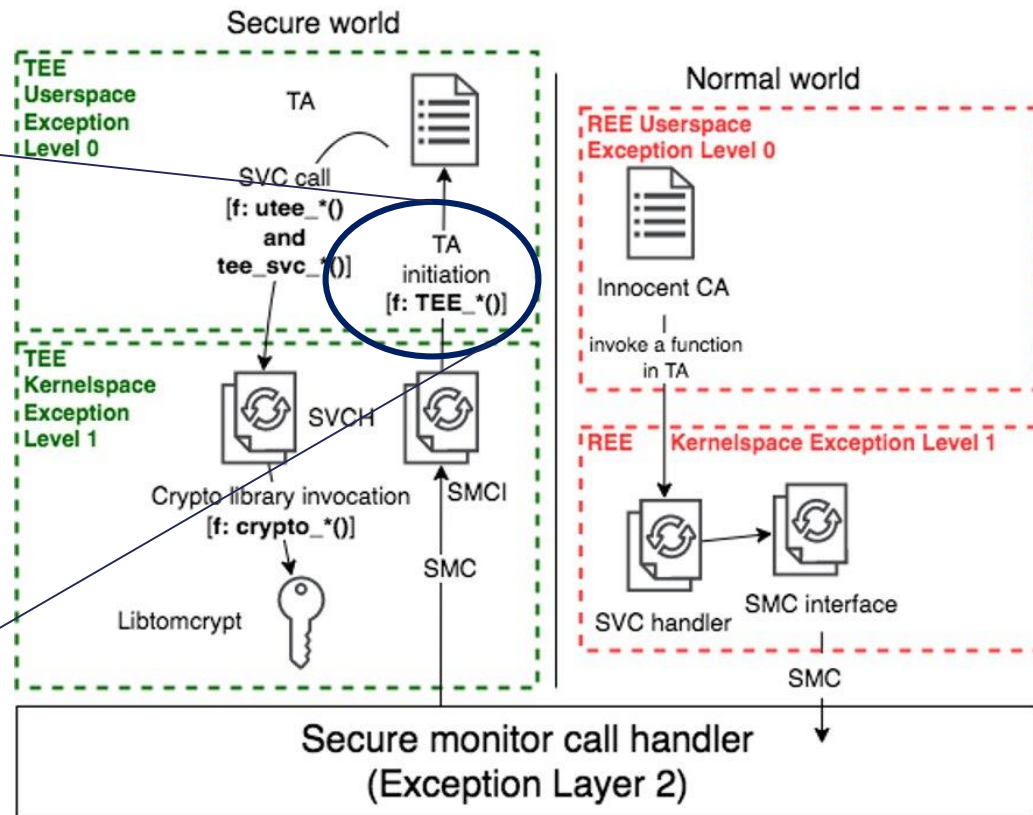 Secure world
TEE
Userspace
Exception
Level 0
TA
SVC call
[f: utee_*()
and
tee_svc_*()]
TA
initiation
[f: TEE_*()]
TEE
Kernelspace
Exception
Level 1
SVCH
SMCI
Crypto library invocation
[f: crypto_*()]
Libtomcrypt
SMC
Normal world
REE Userspace
Exception Level 0
Innocent CA
invoke a function
in TA
REE Kernelspace Exception Level 1
SVC handler
SMC interface
SMC
Secure monitor call handler
(Exception Layer 2)